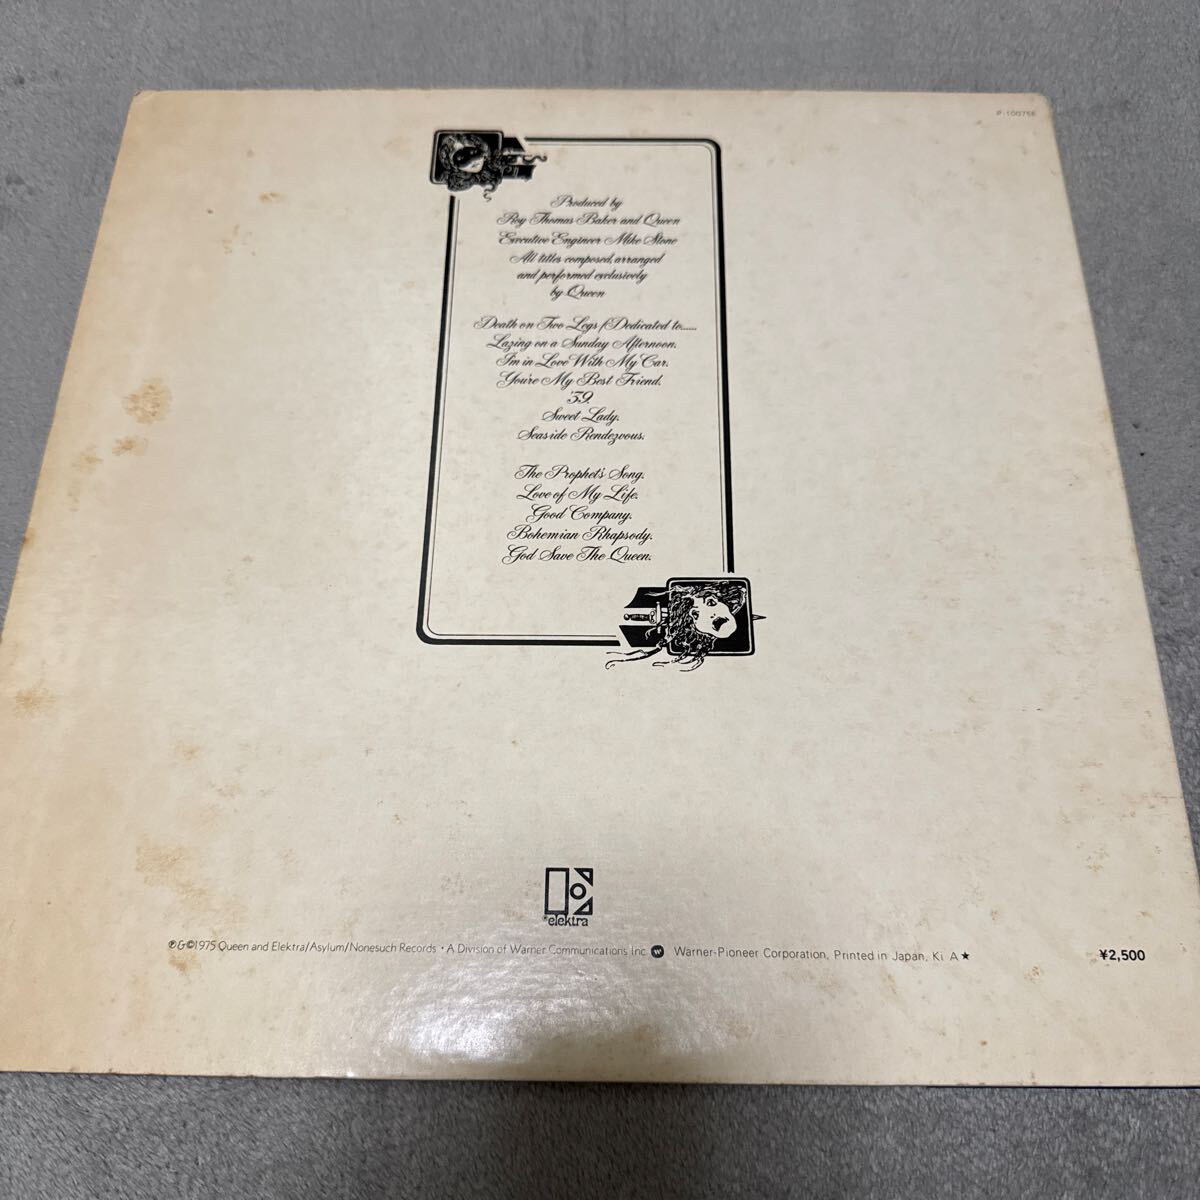 P-10075E
Produced by
Roy Thomas Baker and Queen
Executive Engineer Mike Stone
All titles composed, arranged
and performed exclusively
by Queen
Death on Two Legs (Dedicated to......
Lazing on a Sunday Afternoon.
I'm in Love With My Car.
You're My Best Friend.
'39.
Sweet Lady.
Seaside Rendezvous.
The Prophet's Song.
Love of My Life.
Good Company.
Bohemian Rhapsody.
God Save The Queen.
elektra
℗&©1975 Queen and Elektra/Asylum/Nonesuch Records • A Division of Warner Communications Inc. W Warner-Pioneer Corporation, Printed in Japan, Ki A★
¥2,500